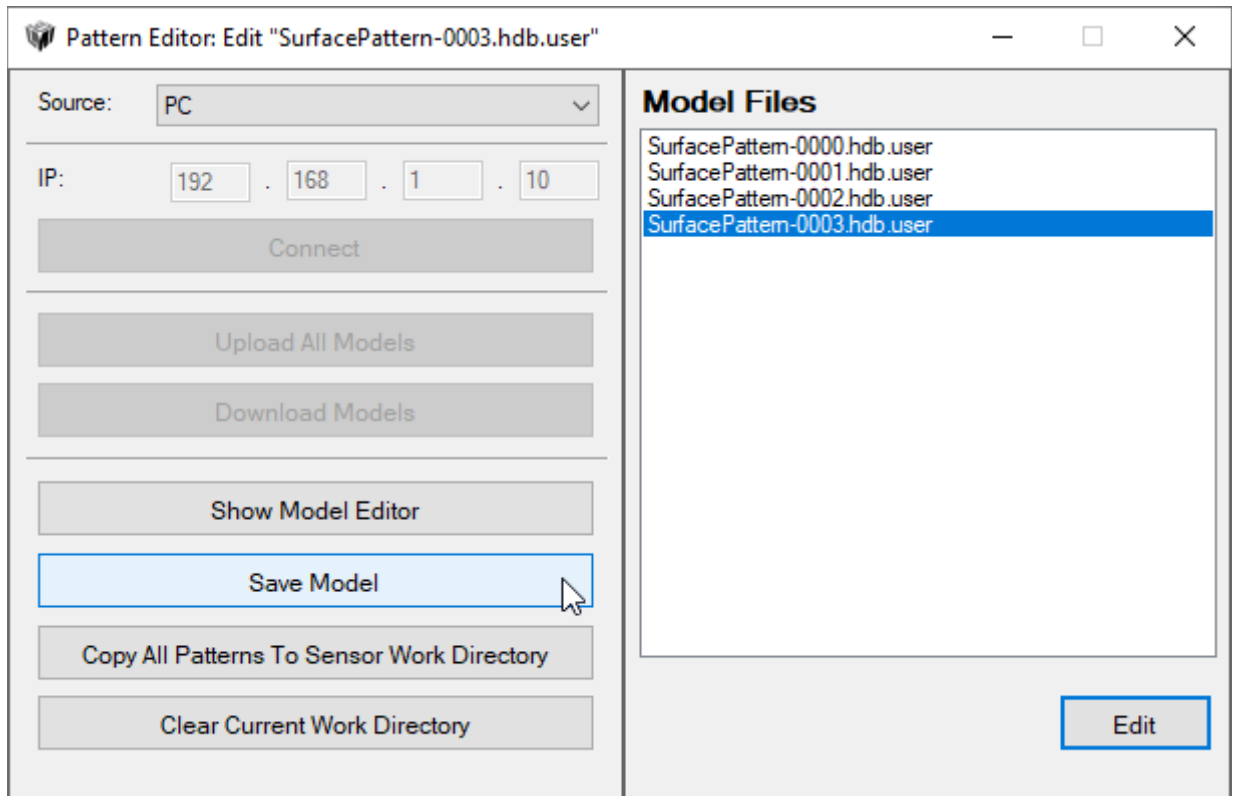 Pattern Editor: Edit "SurfacePattern-0003.hdb.user"
Source: PC
IP: 192 . 168 . 1 . 10
Connect
Upload All Models
Download Models
Show Model Editor
Save Model
Copy All Patterns To Sensor Work Directory
Clear Current Work Directory
Model Files
SurfacePattern-0000.hdb.user
SurfacePattern-0001.hdb.user
SurfacePattern-0002.hdb.user
SurfacePattern-0003.hdb.user
Edit